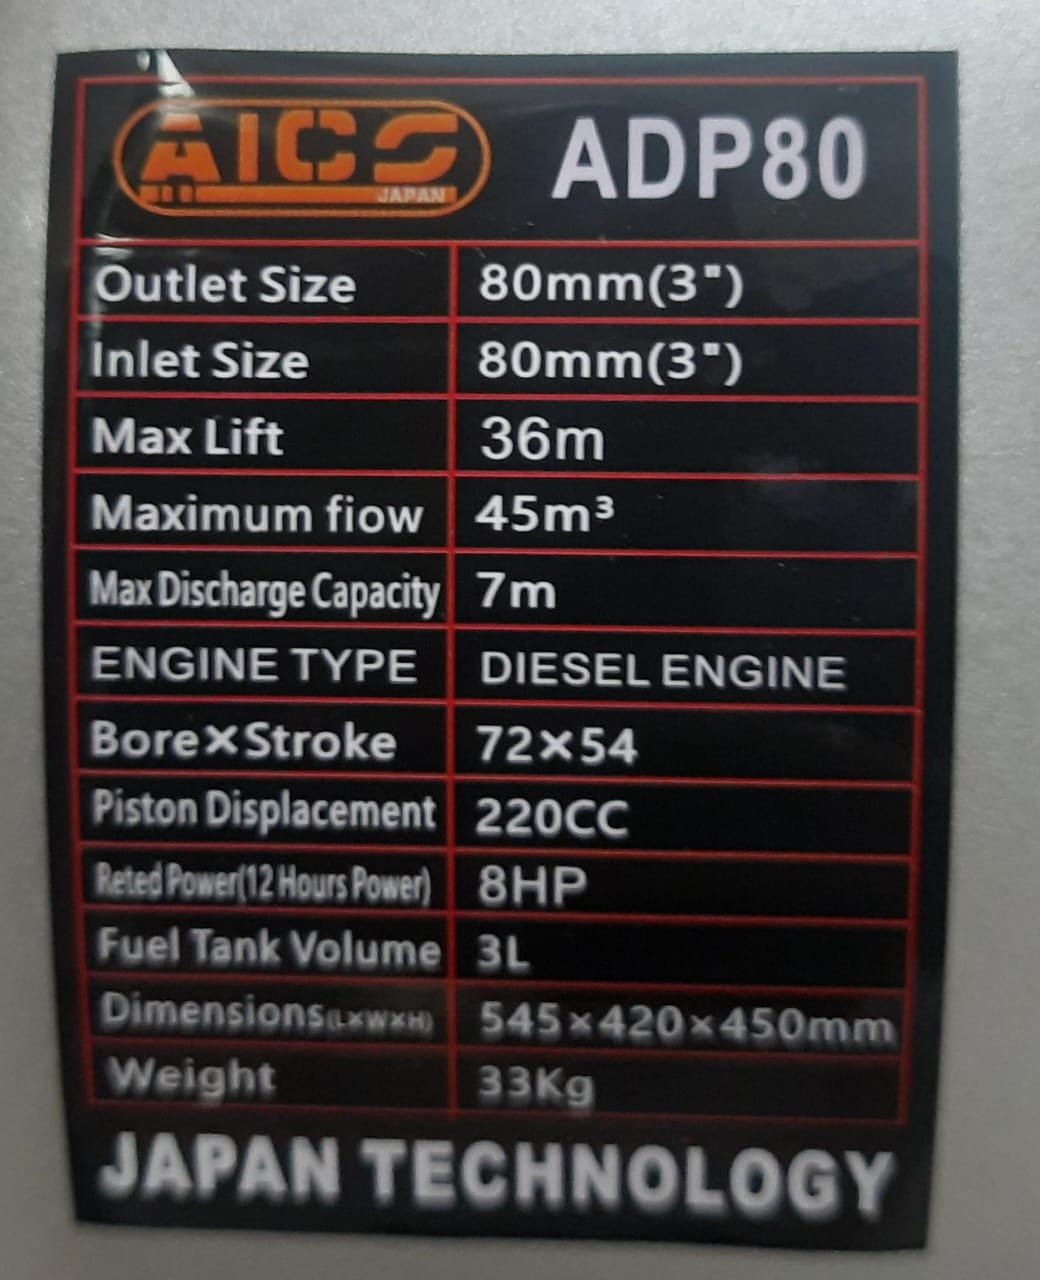 AICS JAPAN ADP80
Outlet Size 80mm(3")
Inlet Size 80mm(3")
Max Lift 36m
Maximum fiow 45m³
Max Discharge Capacity 7m
ENGINE TYPE DIESEL ENGINE
Bore×Stroke 72×54
Piston Displacement 220CC
Reted Power(12 Hours Power) 8HP
Fuel Tank Volume 3L
Dimensions(L×W×H) 545×420×450mm
Weight 33Kg
JAPAN TECHNOLOGY